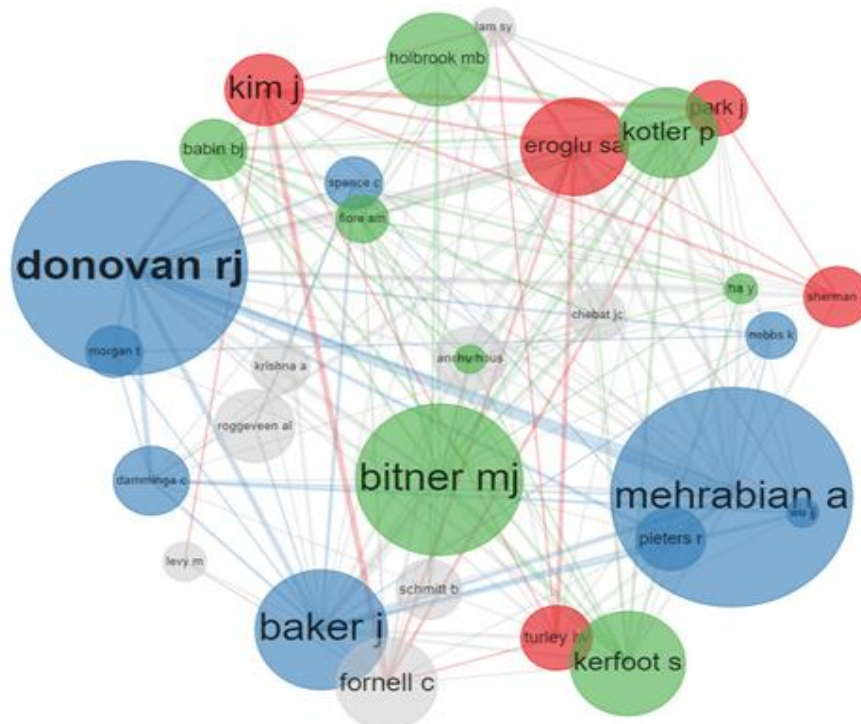 lam sy
holbrook mb
kim j
park j
kotler p
eroglu sa
babin bj
spence c
fiore am
donovan rj
ha y
sherman
chebat jc
nobbs k
morgan t
krishna a
roggeveen al
bitner mj
damminga c
mehrabian a
wu j
pieters r
levy m
schmitt b
baker j
turley lw
kerfoot s
fornell c